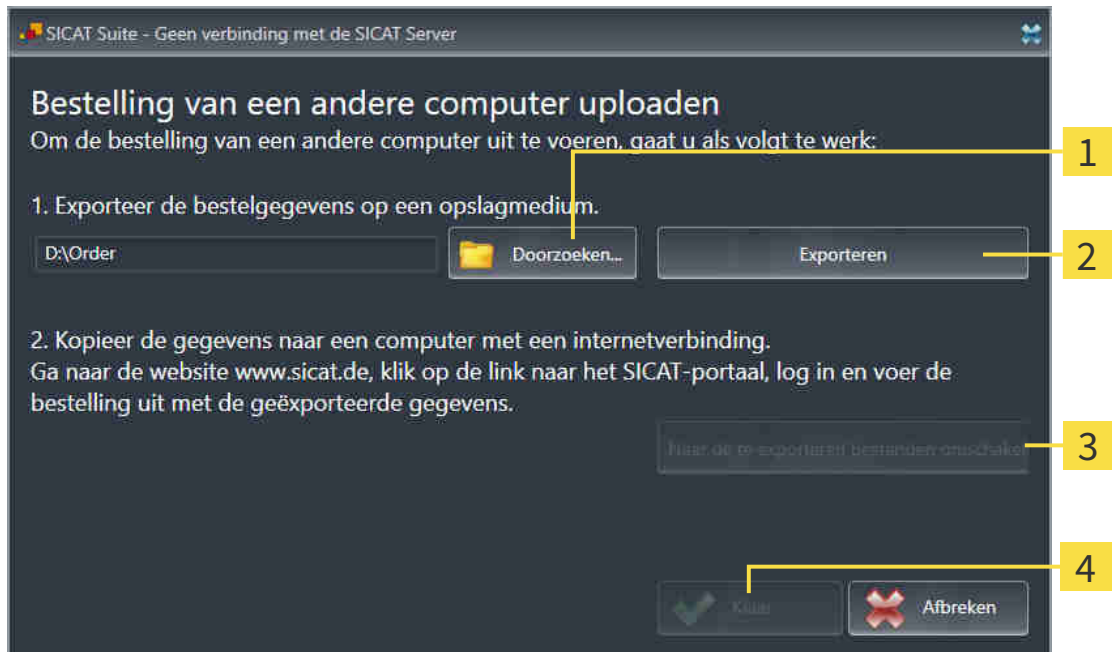 SICAT Suite - Geen verbinding met de SICAT Server
Bestelling van een andere computer uploaden
Om de bestelling van een andere computer uit te voeren, gaat u als volgt te werk:
1
1. Exporteer de bestelgegevens op een opslagmedium.
D:\Order
Doorzoeken...
Exporteren
2
2. Kopieer de gegevens naar een computer met een internetverbinding.
Ga naar de website www.sicat.de, klik op de link naar het SICAT-portaal, log in en voer de
bestelling uit met de geëxporteerde gegevens.
Naar de te exporteren bestanden omschakel
3
4
Klaar
Afbreken